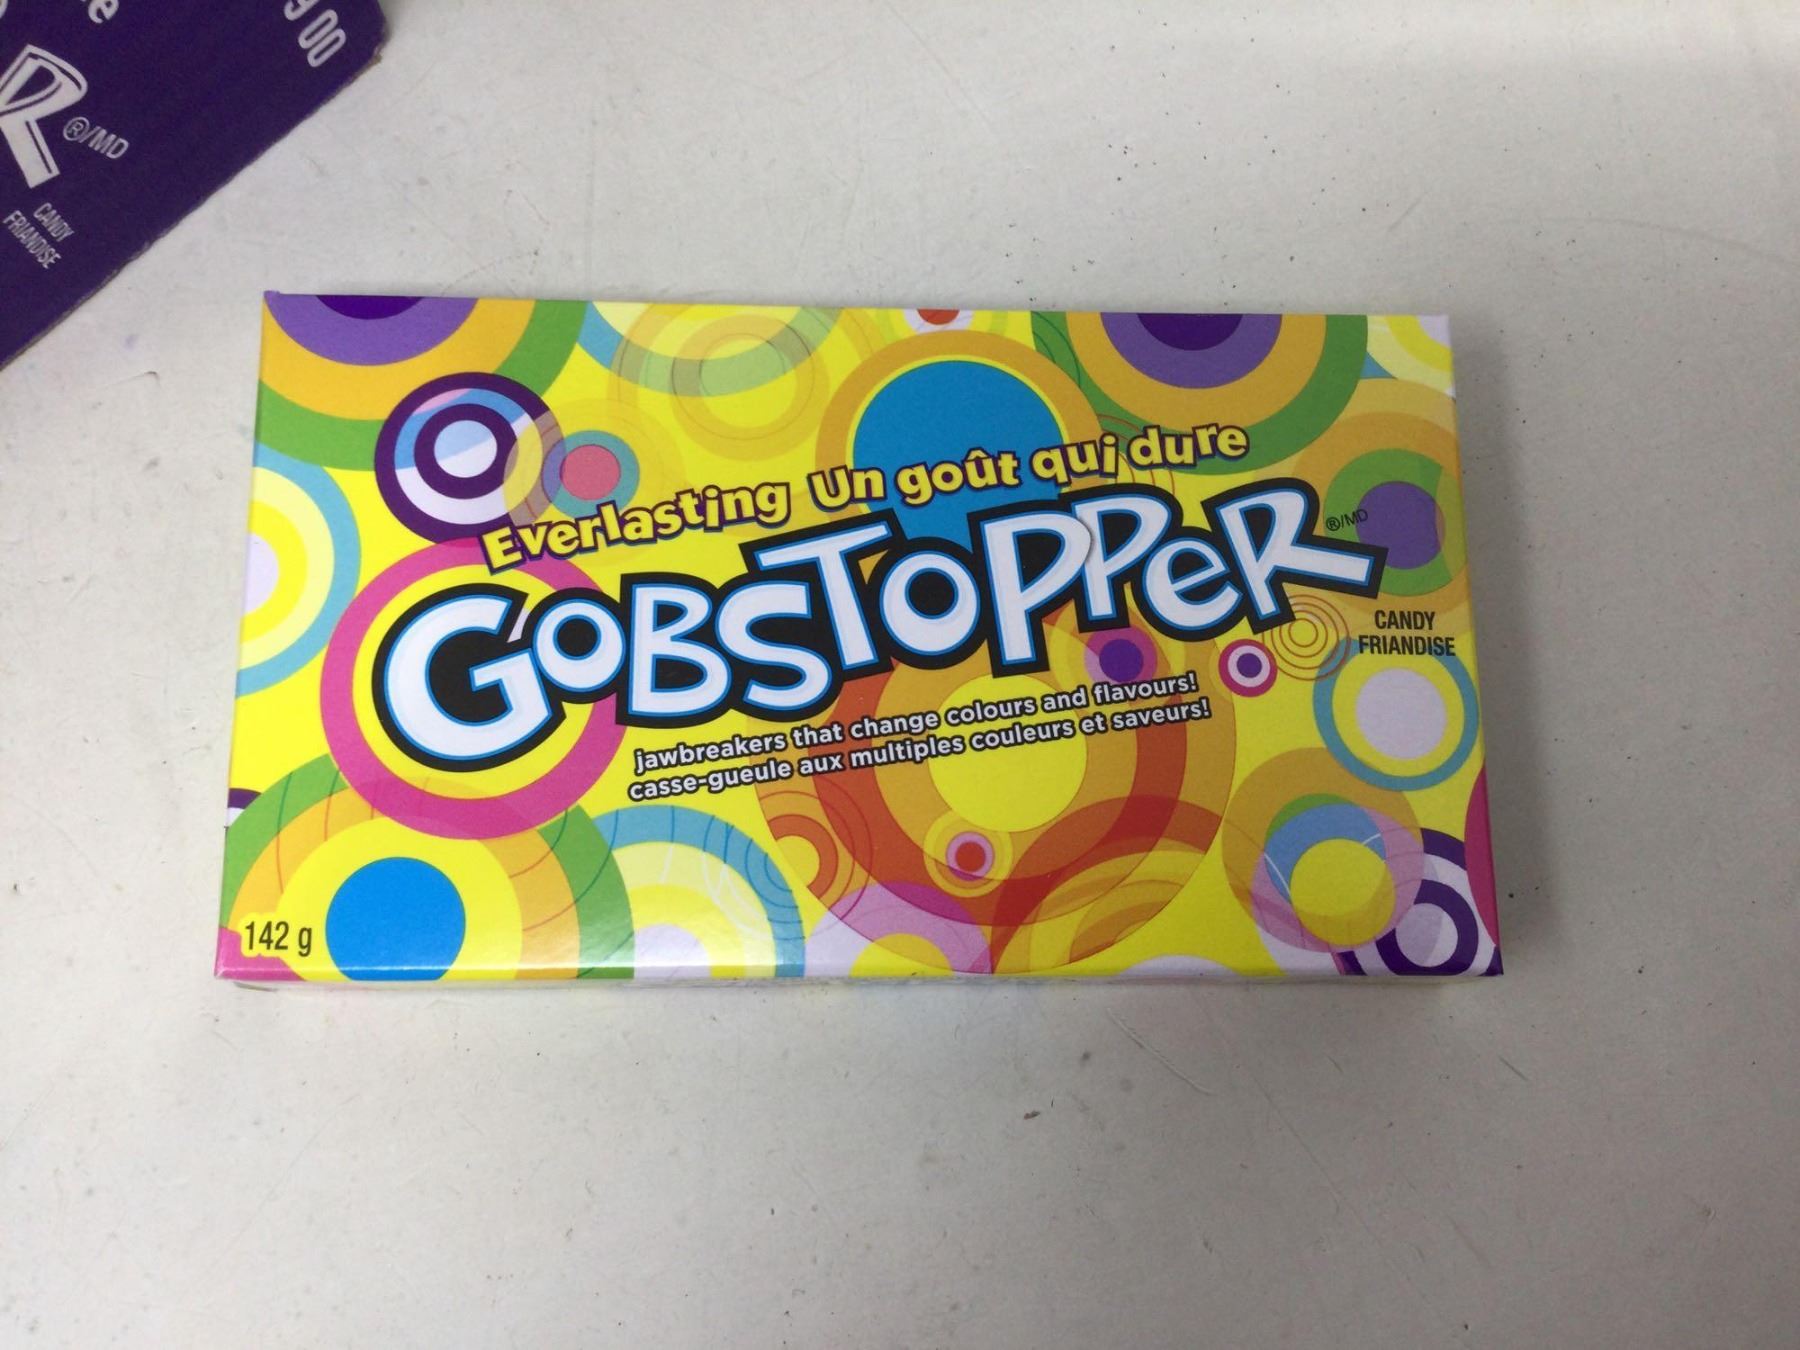 R®/MD
CANDY
FRIANDISE
Everlasting Un goût qui dure
GOBSTOPPER ®/MD
CANDY
FRIANDISE
jawbreakers that change colours and flavours!
casse-gueule aux multiples couleurs et saveurs!
142 g